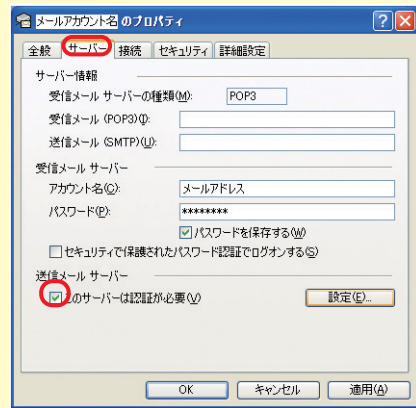 メールアカウント名 のプロパティ
全般 サーバー 接続 セキュリティ 詳細設定
サーバー情報
受信メール サーバーの種類(M): POP3
受信メール (POP3)(I):
送信メール (SMTP)(U):
受信メール サーバー
アカウント名(C): メールアドレス
パスワード(P): ********
パスワードを保存する(W)
セキュリティで保護されたパスワード認証でログオンする(S)
送信メール サーバー
このサーバーは認証が必要(V) 設定(E)...
OK キャンセル 適用(A)